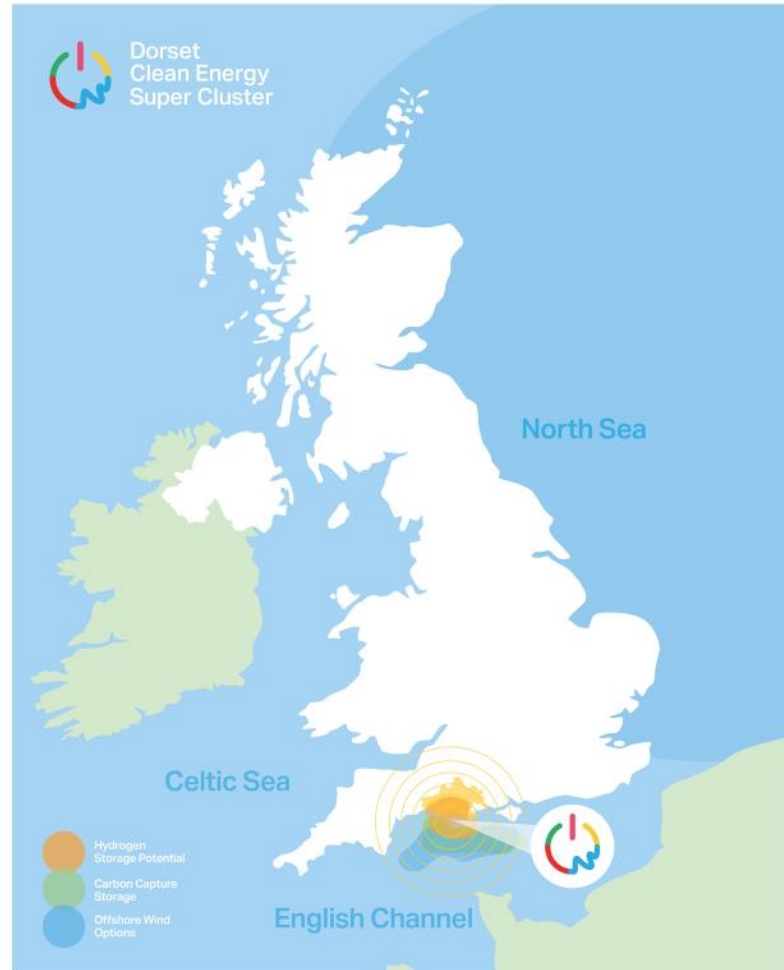 Dorset
Clean Energy
Super Cluster
North Sea
Celtic Sea
English Channel
Hydrogen
Storage Potential
Carbon Capture
Storage
Offshore Wind
Options